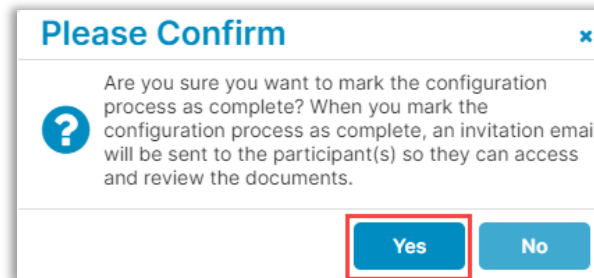 Please Confirm
Are you sure you want to mark the configuration
process as complete? When you mark the
configuration process as complete, an invitation emai
will be sent to the participant(s) so they can access
and review the documents.
Yes
No